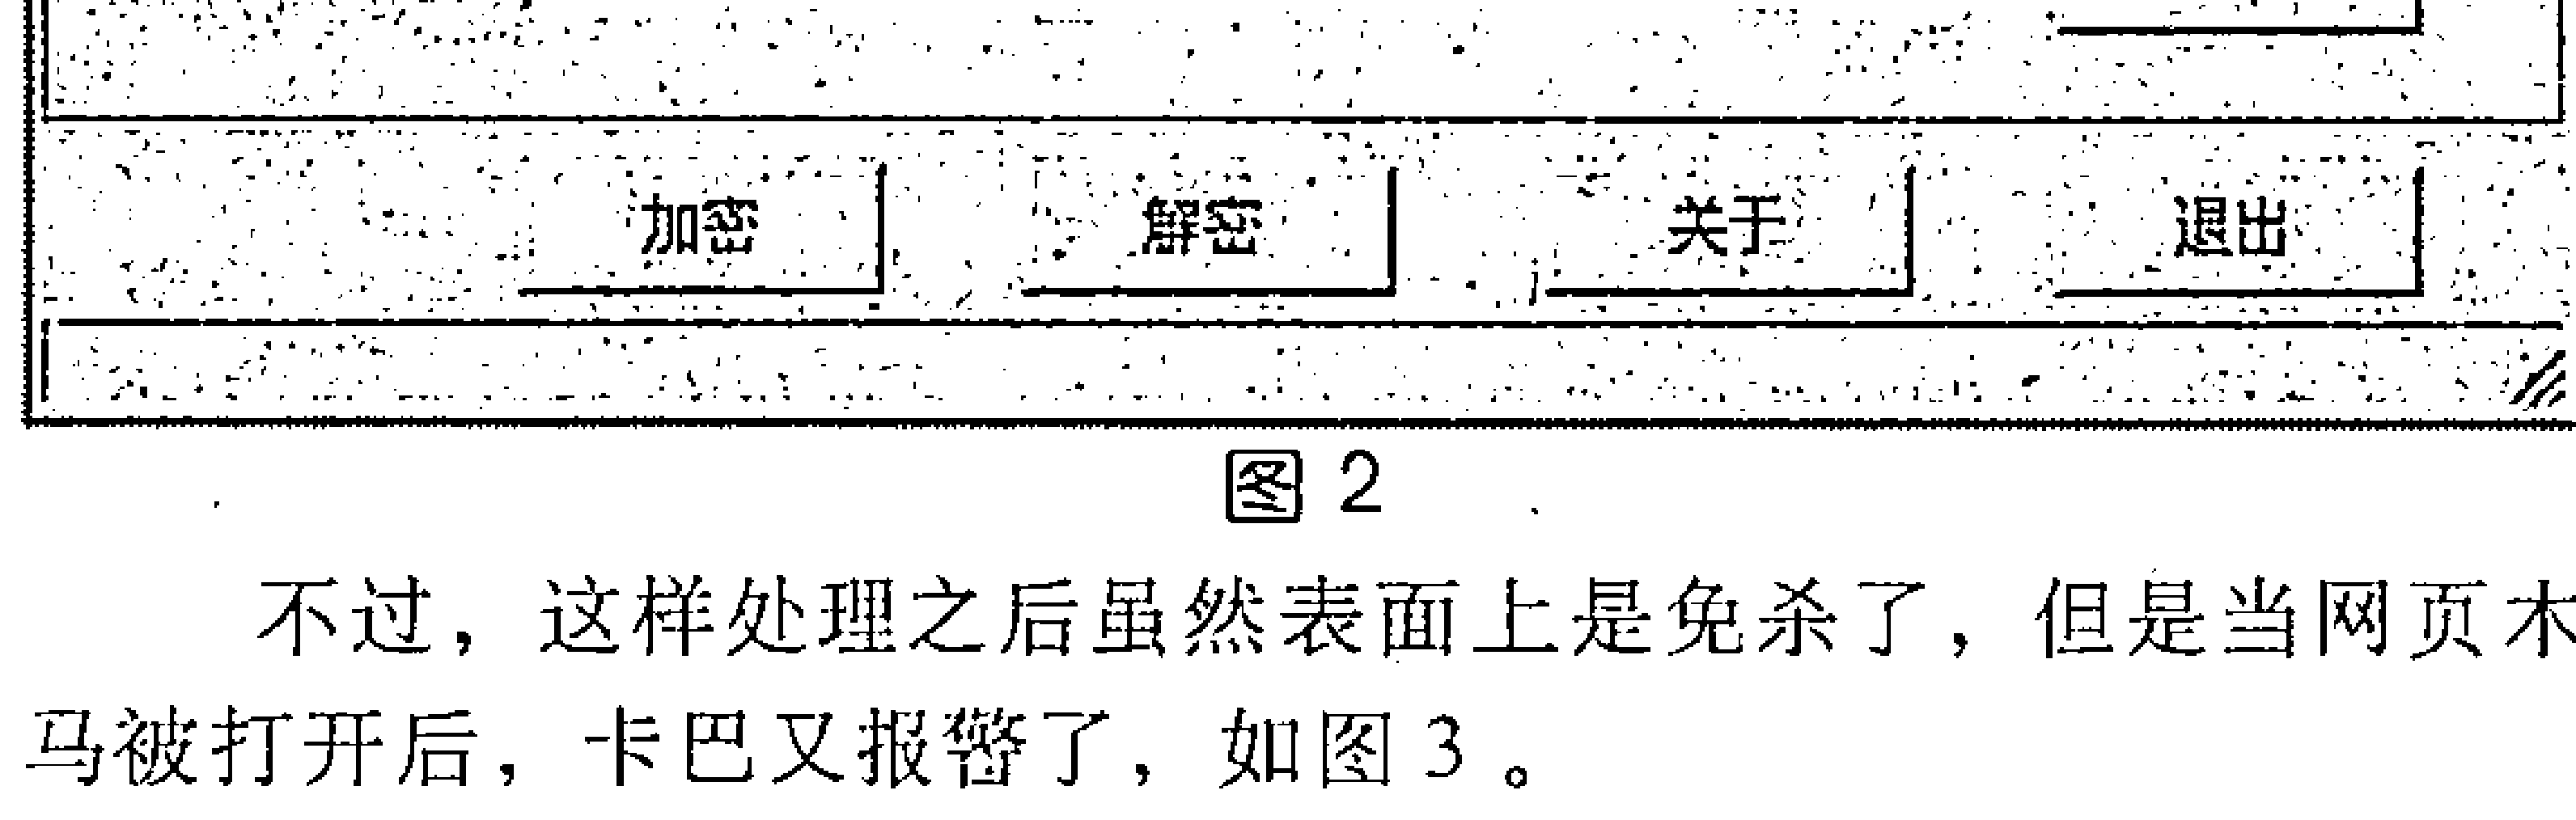 加密 解密 关于 退出
图 2
不过，这样处理之后虽然表面上是免杀了，但是当网页木
马被打开后，卡巴又报警了，如图 3 。